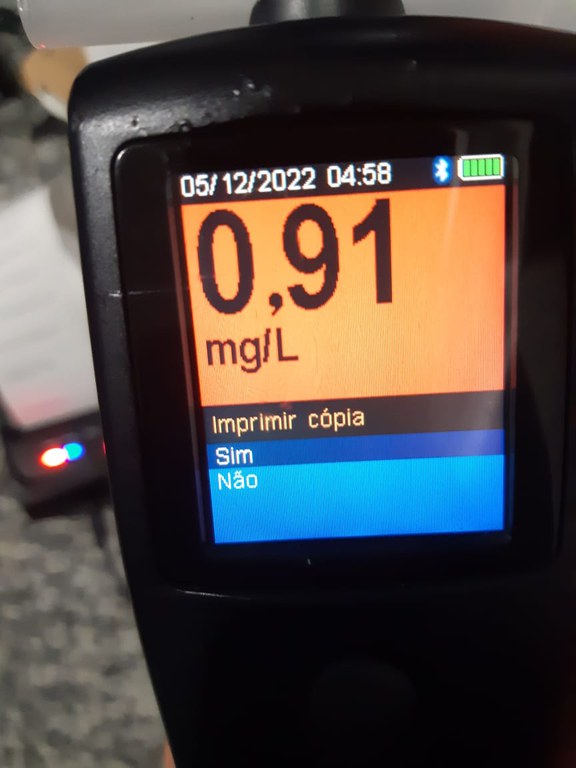 05/12/2022 04:58
0,91
mg/L
Imprimir cópia
Sim
Não